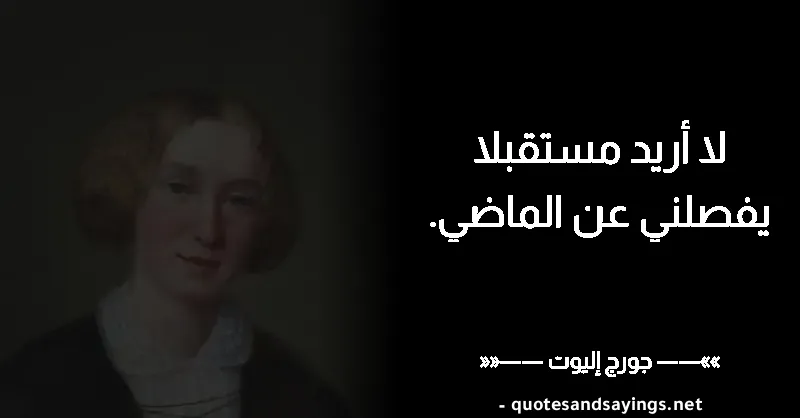 لا أريد مستقبلا
يفصلني عن الماضي.
»»—— جورج إليوت ——««
- quotesandsayings.net